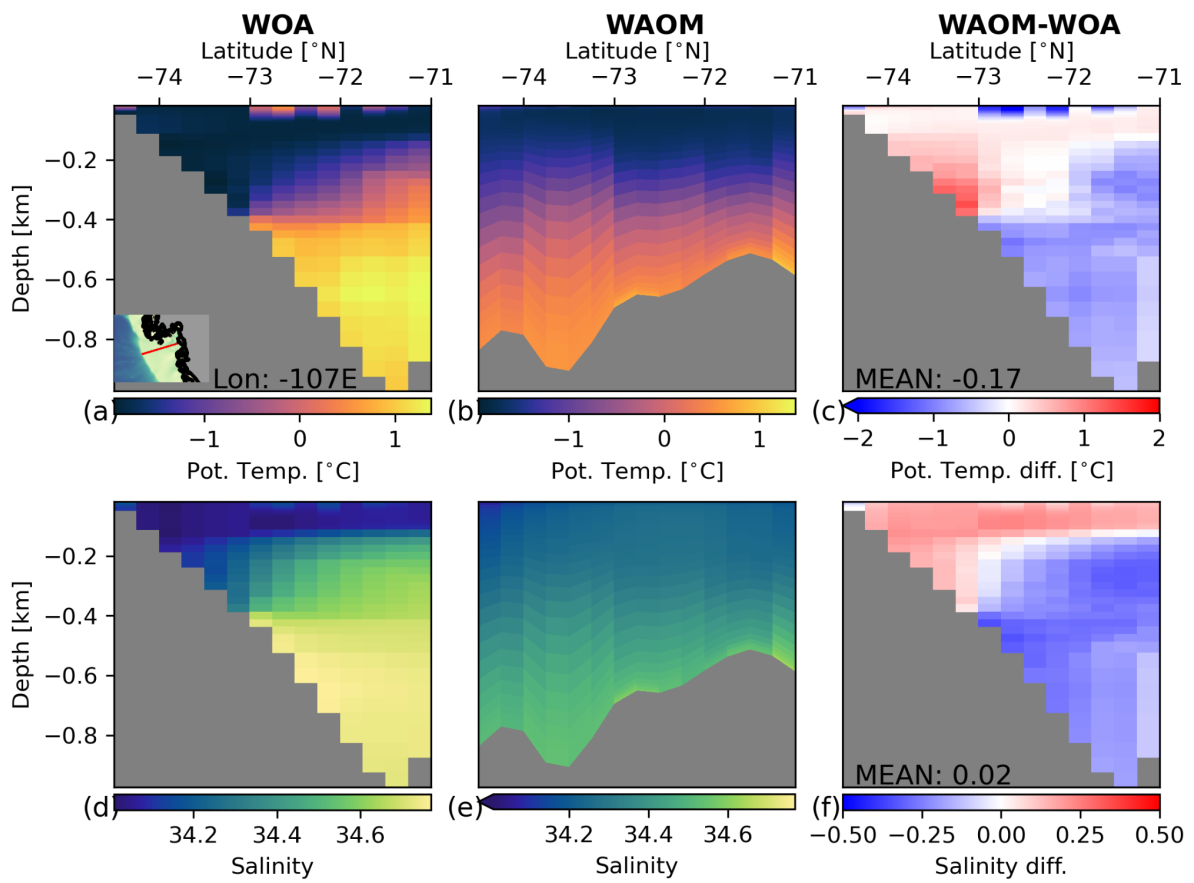 WOA WAOM WAOM-WOA
Latitude [°N] Latitude [°N] Latitude [°N]
−74 −73 −72 −71 −74 −73 −72 −71 −74 −73 −72 −71
Depth [km]
−0.2
−0.4
−0.6
−0.8
Lon: -107E
MEAN: -0.17
(a) (b) (c)
−1 0 1 −1 0 1 −2 −1 0 1 2
Pot. Temp. [°C] Pot. Temp. [°C] Pot. Temp. diff. [°C]
Depth [km]
−0.2
−0.4
−0.6
−0.8
MEAN: 0.02
(d) (e) (f)
34.2 34.4 34.6 34.2 34.4 34.6 −0.50 −0.25 0.00 0.25 0.50
Salinity Salinity Salinity diff.